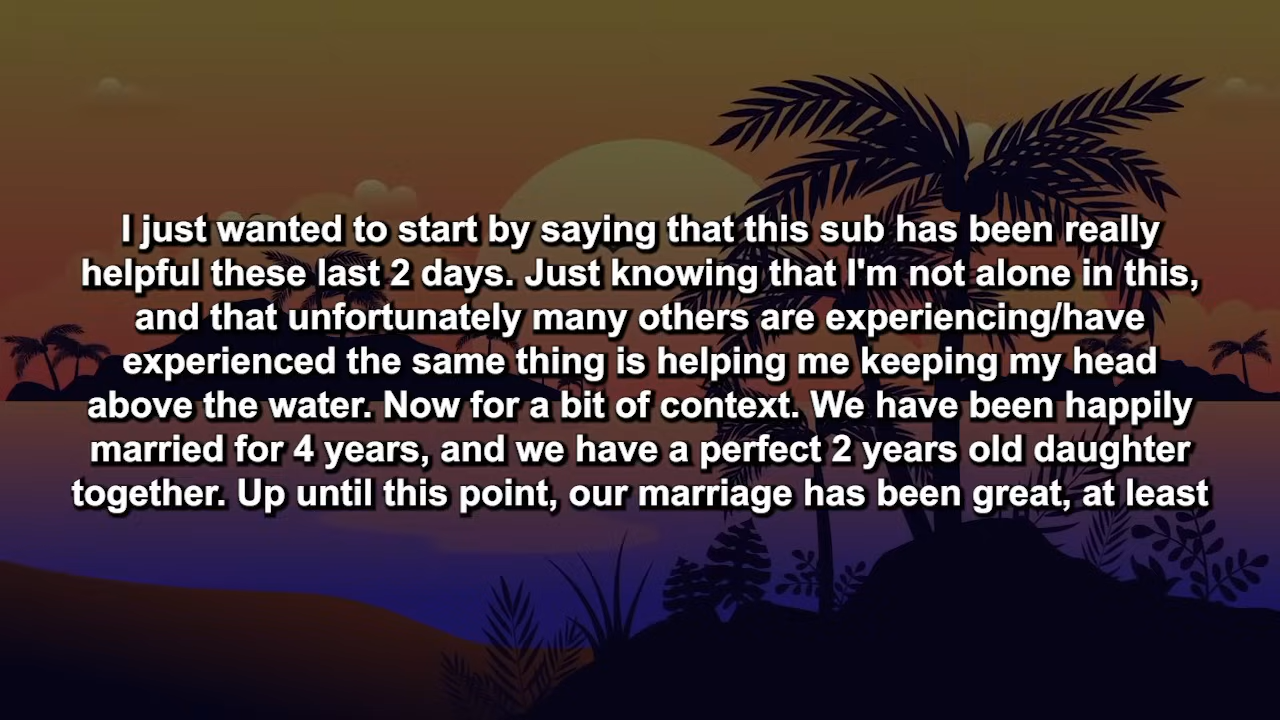 I just wanted to start by saying that this sub has been really
helpful these last 2 days. Just knowing that I'm not alone in this,
and that unfortunately many others are experiencing/have
experienced the same thing is helping me keeping my head
above the water. Now for a bit of context. We have been happily
married for 4 years, and we have a perfect 2 years old daughter
together. Up until this point, our marriage has been great, at least